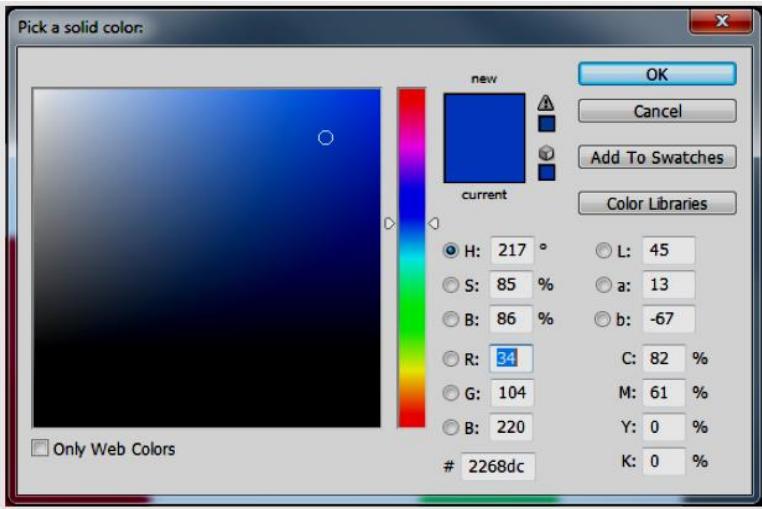 Pick a solid color:
new
current
OK
Cancel
Add To Swatches
Color Libraries
H: 217 °
S: 85 %
B: 86 %
R: 34
G: 104
B: 220
# 2268dc
L: 45
a: 13
b: -67
C: 82 %
M: 61 %
Y: 0 %
K: 0 %
Only Web Colors